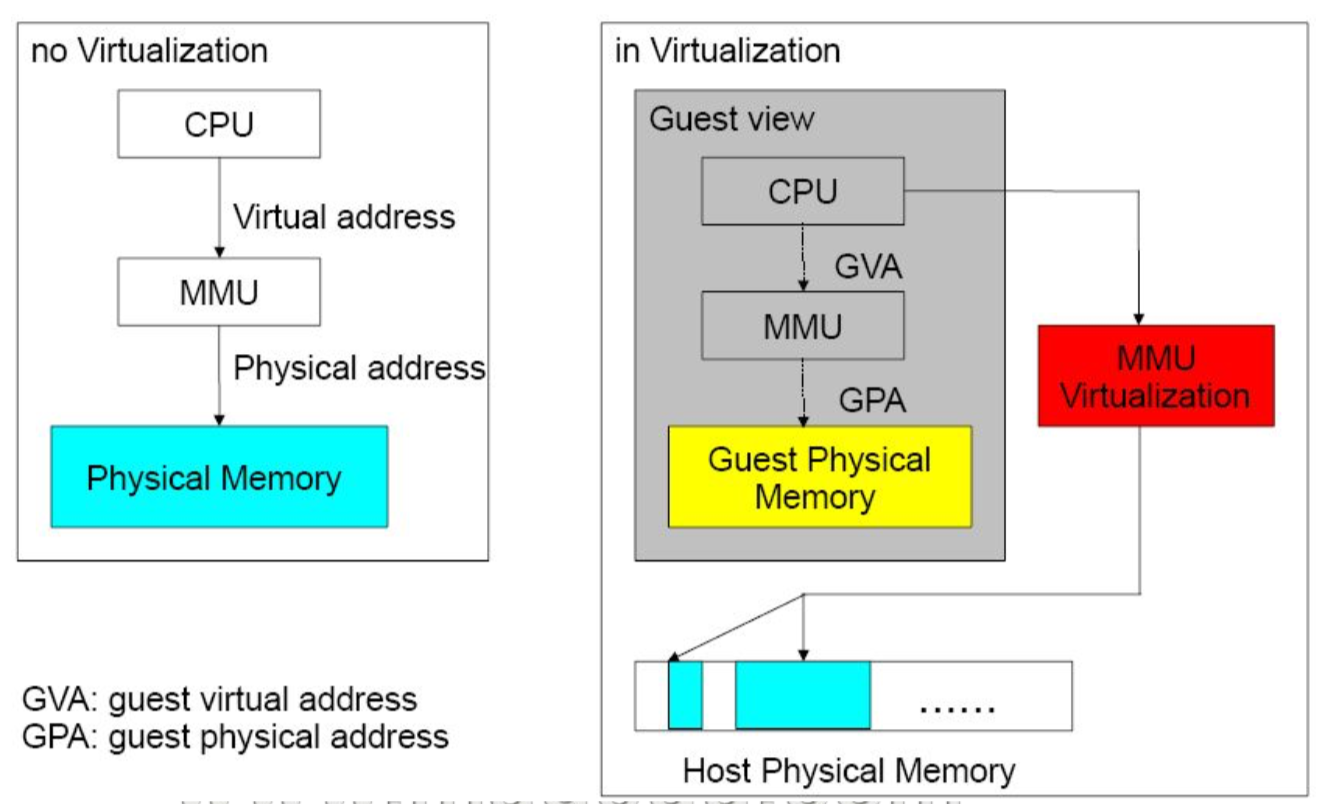 no Virtualization
CPU
Virtual address
MMU
Physical address
Physical Memory
in Virtualization
Guest view
CPU
GVA
MMU
GPA
Guest Physical
Memory
MMU
Virtualization
......
Host Physical Memory
GVA: guest virtual address
GPA: guest physical address